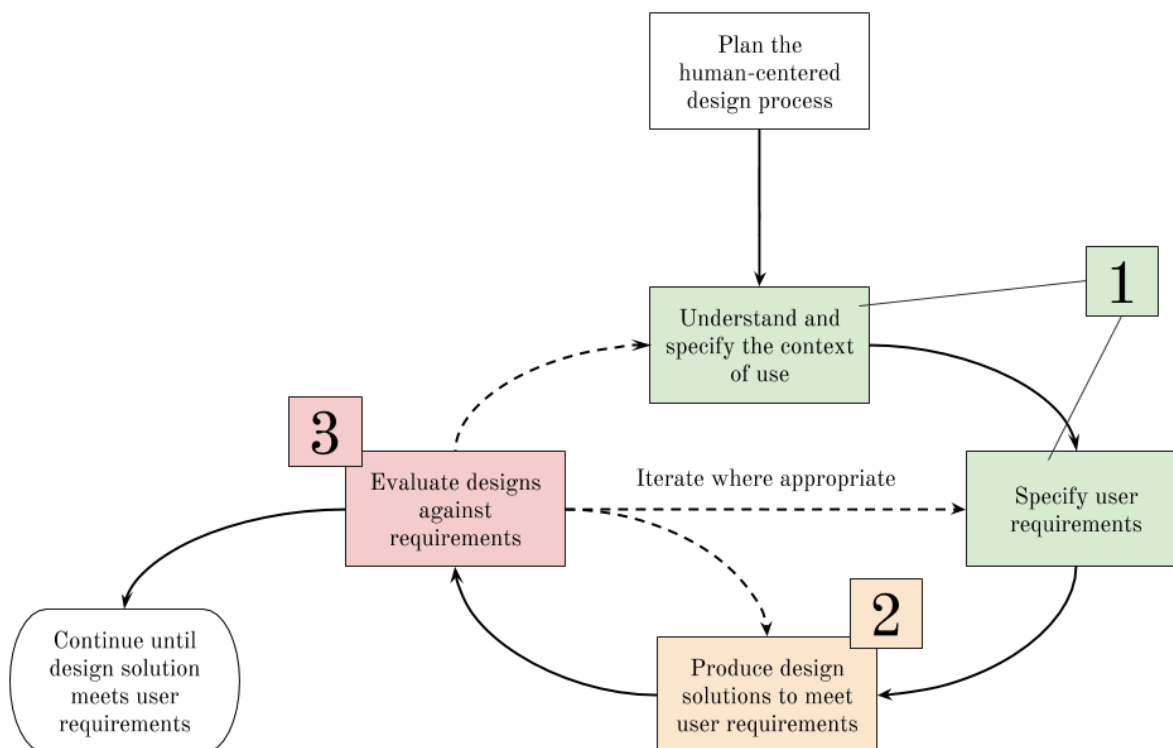 Plan the
human-centered
design process
1
Understand and
specify the context
of use
3
Evaluate designs
against
requirements
Iterate where appropriate
Specify user
requirements
2
Produce design
solutions to meet
user requirements
Continue until
design solution
meets user
requirements